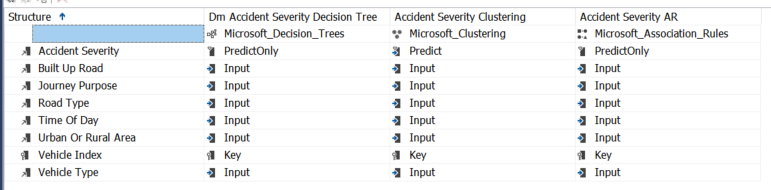 Structure Dm Accident Severity Decision Tree Accident Severity Clustering Accident Severity AR
Microsoft_Decision_Trees Microsoft_Clustering Microsoft_Association_Rules
Accident Severity PredictOnly Predict PredictOnly
Built Up Road Input Input Input
Journey Purpose Input Input Input
Road Type Input Input Input
Time Of Day Input Input Input
Urban Or Rural Area Input Input Input
Vehicle Index Key Key Key
Vehicle Type Input Input Input